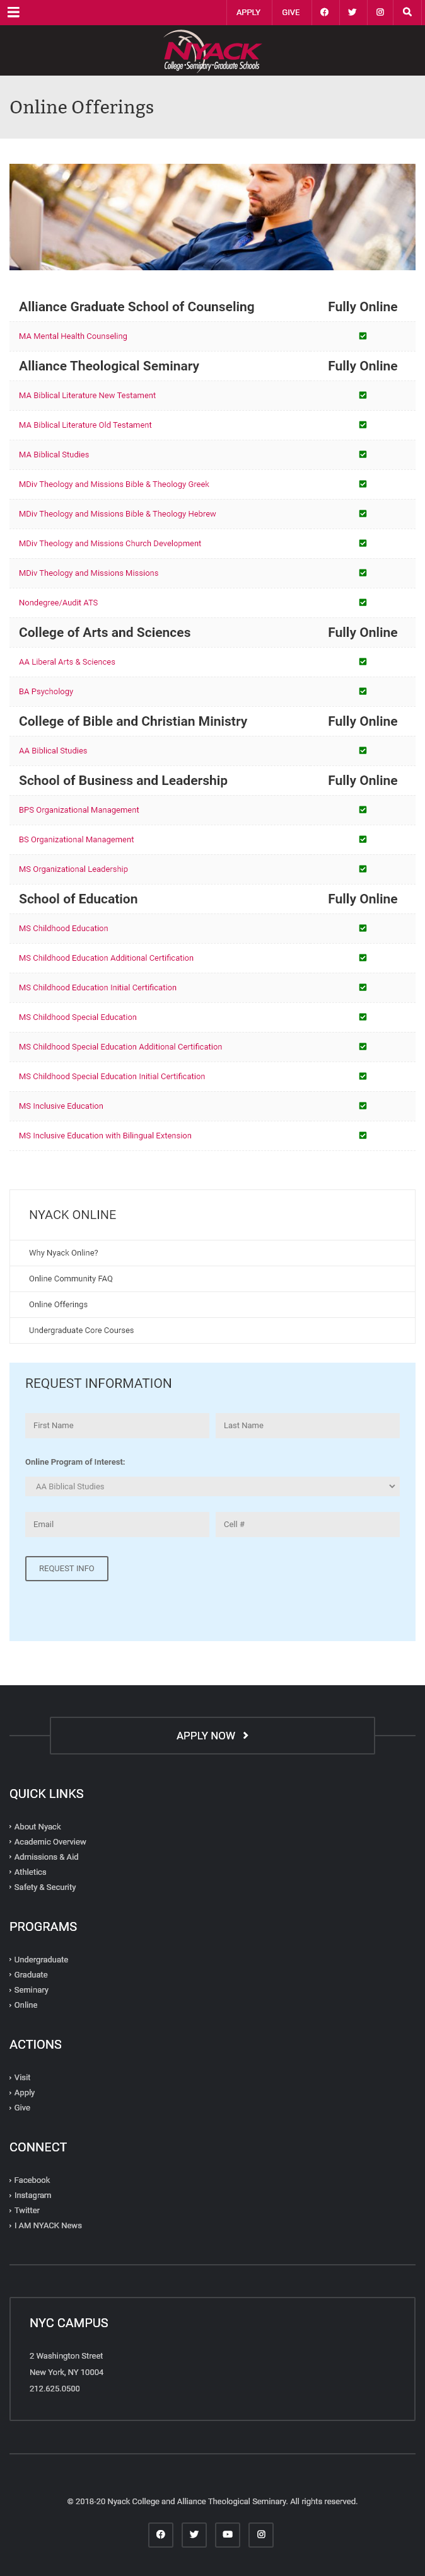 APPLY GIVE
NYACK
College•Seminary•Graduate Schools
Online Offerings
Alliance Graduate School of Counseling Fully Online
MA Mental Health Counseling
Alliance Theological Seminary Fully Online
MA Biblical Literature New Testament
MA Biblical Literature Old Testament
MA Biblical Studies
MDiv Theology and Missions Bible & Theology Greek
MDiv Theology and Missions Bible & Theology Hebrew
MDiv Theology and Missions Church Development
MDiv Theology and Missions Missions
Nondegree/Audit ATS
College of Arts and Sciences Fully Online
AA Liberal Arts & Sciences
BA Psychology
College of Bible and Christian Ministry Fully Online
AA Biblical Studies
School of Business and Leadership Fully Online
BPS Organizational Management
BS Organizational Management
MS Organizational Leadership
School of Education Fully Online
MS Childhood Education
MS Childhood Education Additional Certification
MS Childhood Education Initial Certification
MS Childhood Special Education
MS Childhood Special Education Additional Certification
MS Childhood Special Education Initial Certification
MS Inclusive Education
MS Inclusive Education with Bilingual Extension
NYACK ONLINE
Why Nyack Online?
Online Community FAQ
Online Offerings
Undergraduate Core Courses
REQUEST INFORMATION
First Name Last Name
Online Program of Interest:
AA Biblical Studies
Email Cell #
REQUEST INFO
APPLY NOW
QUICK LINKS
About Nyack
Academic Overview
Admissions & Aid
Athletics
Safety & Security
PROGRAMS
Undergraduate
Graduate
Seminary
Online
ACTIONS
Visit
Apply
Give
CONNECT
Facebook
Instagram
Twitter
I AM NYACK News
NYC CAMPUS
2 Washington Street
New York, NY 10004
212.625.0500
© 2018-20 Nyack College and Alliance Theological Seminary. All rights reserved.